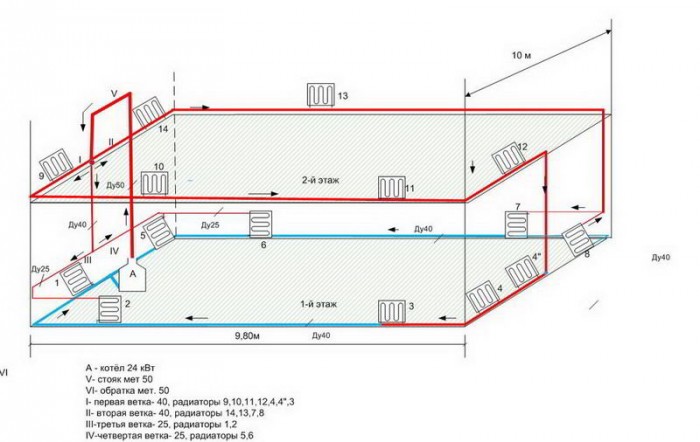 10 м
V
13
14
I
II
12
9
10
2-й этаж
11
Ду50
7
Ду40
Ду25
5
6
Ду40
IV
III
8
Ду40
Ду25
1
А
4"
2
4
1-й этаж
3
9,80м
Ду40
VI
А - котёл 24 кВт
V- стояк мет 50
VI- обратка мет. 50
I- первая ветка- 40, радиаторы 9,10,11,12,4,4",3
II- вторая ветка- 40, радиаторы 14,13,7,8
III-третья ветка- 25, радиаторы 1,2
IV-четвертая ветка- 25, радиаторы 5,6